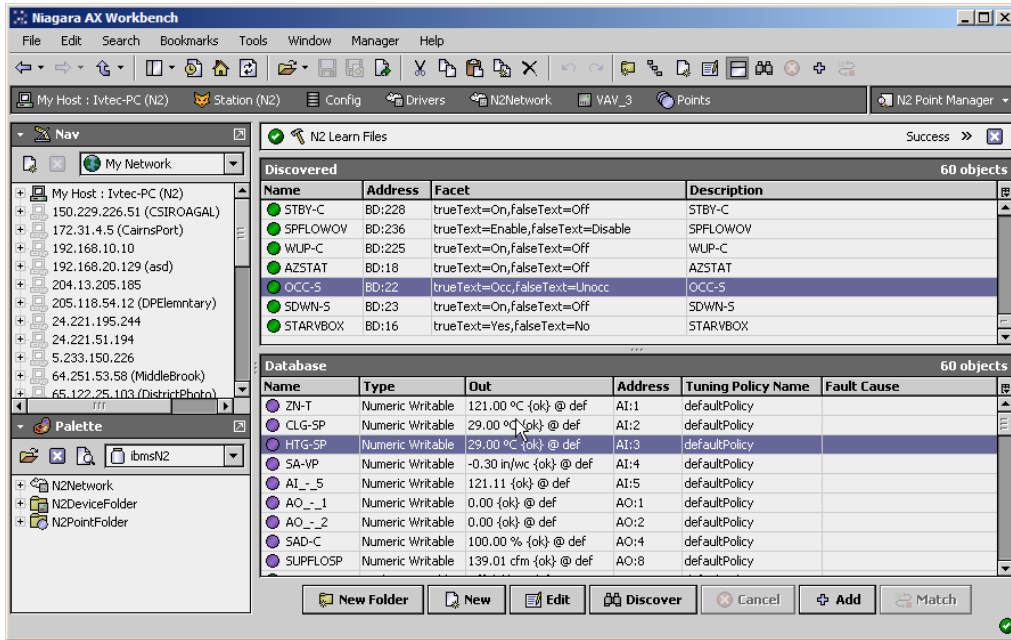 Niagara AX Workbench
File Edit Search Bookmarks Tools Window Manager Help
My Host : Ivtec-PC (N2) Station (N2) Config Drivers N2Network VAV_3 Points N2 Point Manager
Nav
My Network
My Host : Ivtec-PC (N2)
150.229.226.51 (CSIROAGAL)
172.31.4.5 (CairnsPort)
192.168.10.10
192.168.20.129 (asd)
204.13.205.185
205.118.54.12 (DPElemntary)
24.221.195.244
24.221.51.194
5.233.150.226
64.251.53.58 (MiddleBrook)
65.122.25.103 (DistrictPhoto)
Palette
ibmsN2
N2Network
N2DeviceFolder
N2PointFolder
N2 Learn Files Success »
Discovered 60 objects
Name Address Facet Description
STBY-C BD:228 trueText=On,falseText=Off STBY-C
SPFLOWOV BD:236 trueText=Enable,falseText=Disable SPFLOWOV
WUP-C BD:225 trueText=On,falseText=Off WUP-C
AZSTAT BD:18 trueText=On,falseText=Off AZSTAT
OCC-S BD:22 trueText=Occ,falseText=Unocc OCC-S
SDWN-S BD:23 trueText=On,falseText=Off SDWN-S
STARVBOX BD:16 trueText=Yes,falseText=No STARVBOX
Database 60 objects
Name Type Out Address Tuning Policy Name Fault Cause
ZN-T Numeric Writable 121.00 ºC {ok} @ def AI:1 defaultPolicy
CLG-SP Numeric Writable 29.00 ºC {ok} @ def AI:2 defaultPolicy
HTG-SP Numeric Writable 29.00 ºC {ok} @ def AI:3 defaultPolicy
SA-VP Numeric Writable -0.30 in/wc {ok} @ def AI:4 defaultPolicy
AI_-_5 Numeric Writable 121.11 {ok} @ def AI:5 defaultPolicy
AO_-_1 Numeric Writable 0.00 {ok} @ def AO:1 defaultPolicy
AO_-_2 Numeric Writable 0.00 {ok} @ def AO:2 defaultPolicy
SAD-C Numeric Writable 100.00 % {ok} @ def AO:4 defaultPolicy
SUPFLOSP Numeric Writable 139.01 cfm {ok} @ def AO:8 defaultPolicy
New Folder New Edit Discover Cancel Add Match